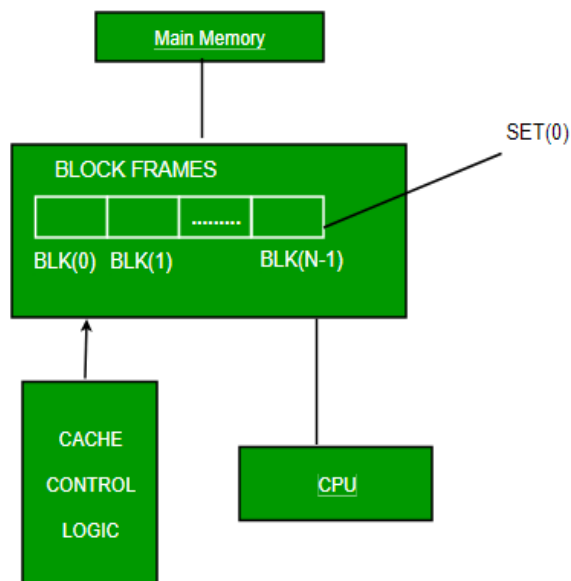 Main Memory
SET(0)
BLOCK FRAMES
.........
BLK(0) BLK(1) BLK(N-1)
CACHE
CONTROL
LOGIC
CPU